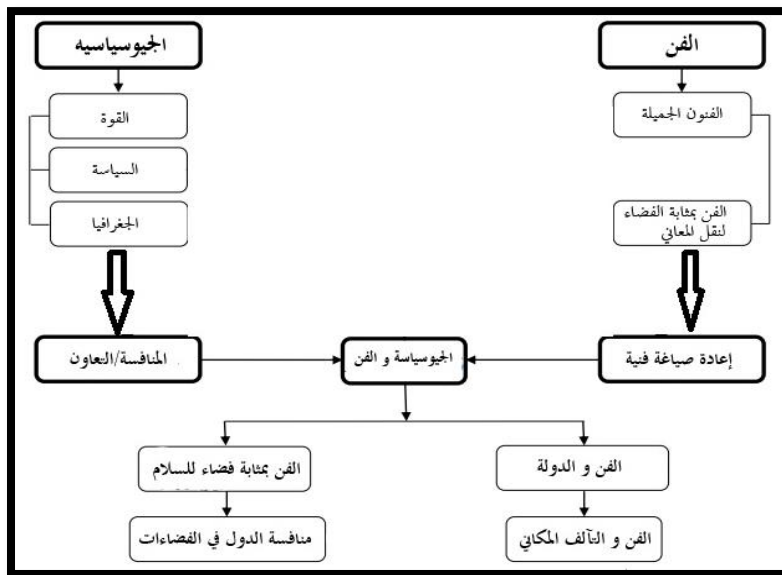 الفن
الجيوسياسيه
الفنون الجميلة
القوة
السياسة
الفن بمثابة الفضاء
لنقل المعاني
الجغرافيا
إعادة صياغة فنية
الجيوسياسة و الفن
المنافسة/التعاون
الفن و الدولة
الفن بمثابة فضاء للسلام
الفن و التآلف المكاني
منافسة الدول في الفضاءات